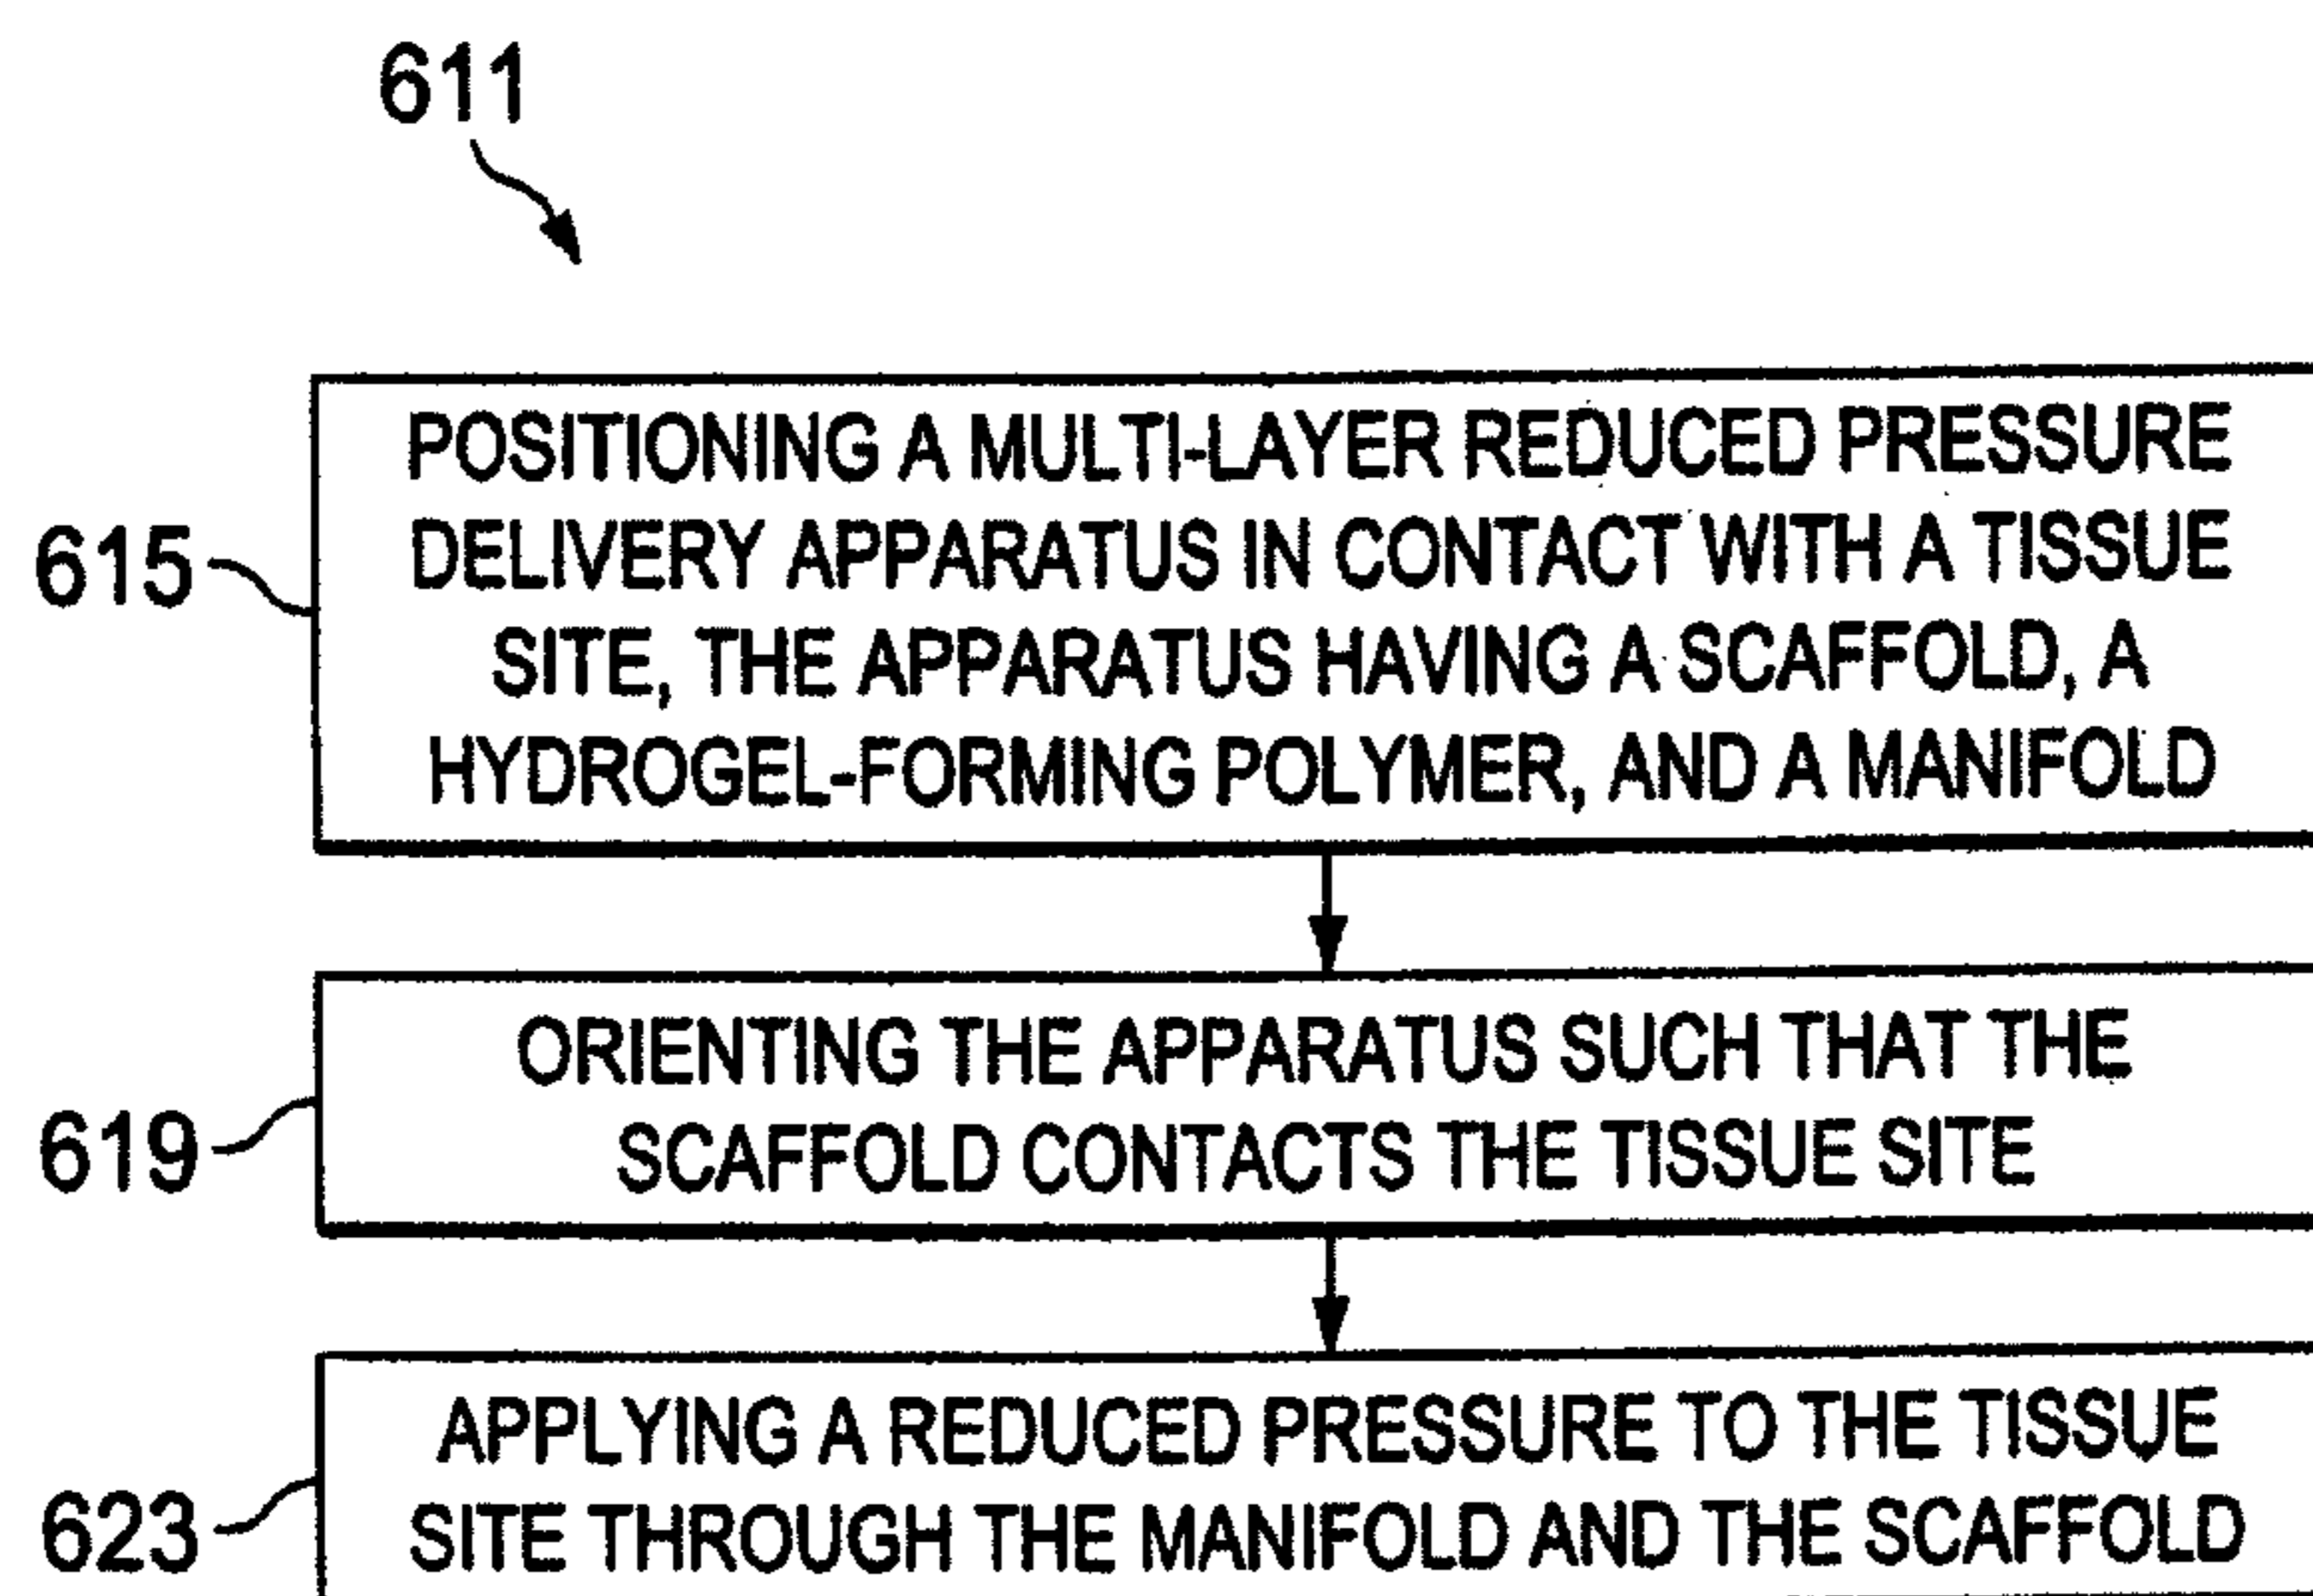 611
615
POSITIONING A MULTI-LAYER REDUCED PRESSURE
DELIVERY APPARATUS IN CONTACT WITH A TISSUE
SITE, THE APPARATUS HAVING A SCAFFOLD, A
HYDROGEL-FORMING POLYMER, AND A MANIFOLD
619
ORIENTING THE APPARATUS SUCH THAT THE
SCAFFOLD CONTACTS THE TISSUE SITE
623
APPLYING A REDUCED PRESSURE TO THE TISSUE
SITE THROUGH THE MANIFOLD AND THE SCAFFOLD